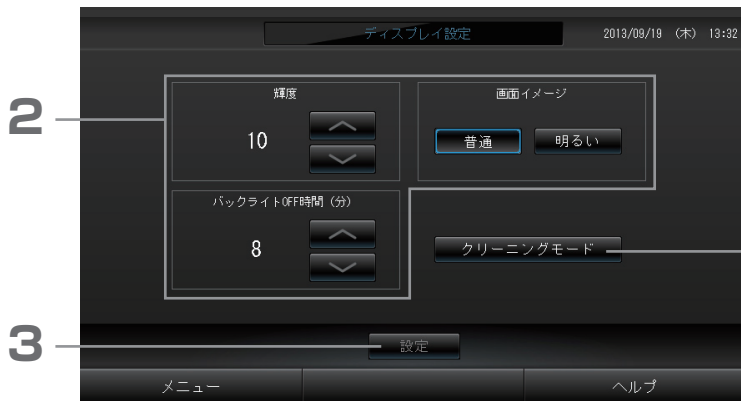 ディスプレイ設定 2013/09/19 (木) 13:32
2
輝度 画面イメージ
10 普通 明るい
バックライトOFF時間 (分)
8 クリーニングモード
3 設定
メニュー ヘルプ